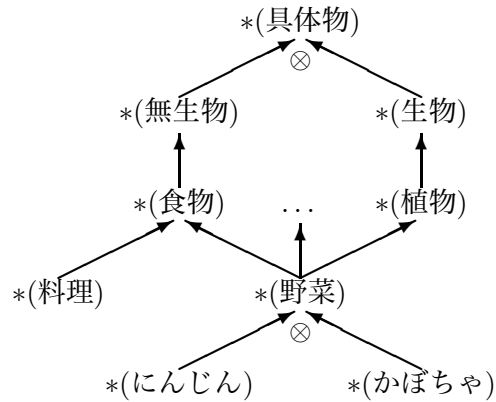 *(具体物)
⊗
*(無生物) *(生物)
*(食物) ... *(植物)
*(料理) *(野菜)
⊗
*(にんじん) *(かぼちゃ)